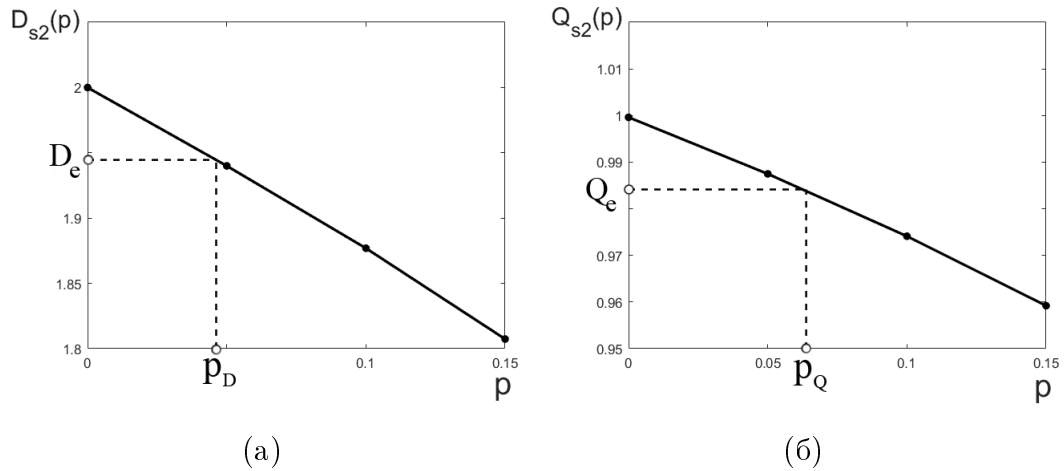 D_s2(p)
2
D_e
1.9
1.85
1.8
0
0.1
0.15
p_D
p
(а)
Q_s2(p)
1.01
1
0.99
Q_e
0.97
0.96
0.95
0
0.05
0.1
0.15
p_Q
p
(б)